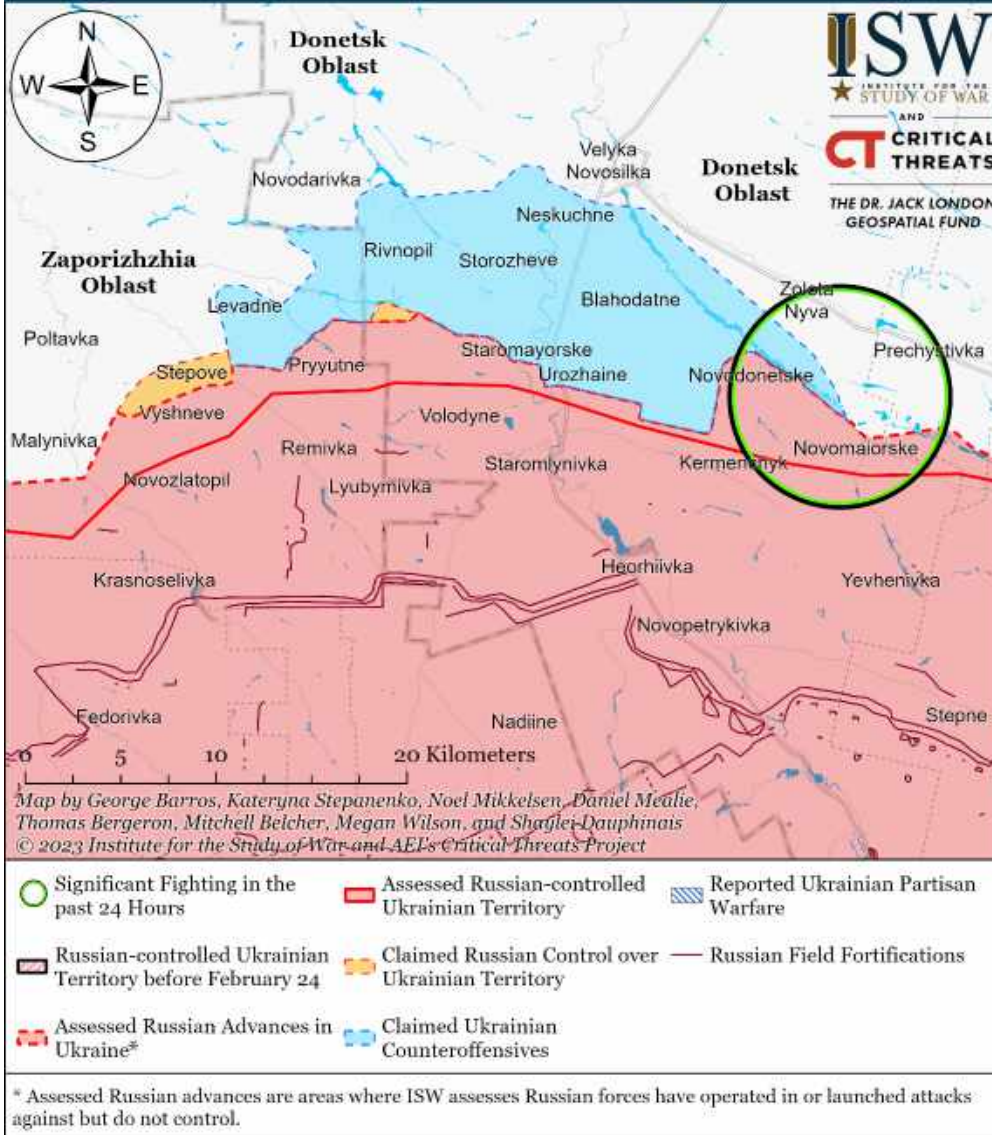 N
W
E
S
Donetsk
Oblast
ISW
INSTITUTE FOR THE
STUDY OF WAR
AND
CT CRITICAL
THREATS
THE DR. JACK LONDON
GEOSPATIAL FUND
Velyka
Novosilka
Donetsk
Oblast
Novodarivka
Neskuchne
Rivnopil
Storozheve
Zaporizhzhia
Oblast
Levadne
Blahodatne
Zolota
Nyva
Poltavka
Prechystivka
Staromayorske
Pryyutne
Stepove
Urozhaine
Novodonetske
Vyshneve
Volodyne
Malynivka
Remivka
Novomaiorske
Staromlynivka
Kermenchyk
Novozlatopil
Lyubymivka
Heorhiivka
Krasnoselivka
Yevhenivka
Novopetrykivka
Fedorivka
Nadiine
Stepne
0 5 10 20 Kilometers
Map by George Barros, Kateryna Stepanenko, Noel Mikkelsen, Daniel Mealie,
Thomas Bergeron, Mitchell Belcher, Megan Wilson, and Shaylei Dauphinais
© 2023 Institute for the Study of War and AEI's Critical Threats Project
Significant Fighting in the
past 24 Hours
Assessed Russian-controlled
Ukrainian Territory
Reported Ukrainian Partisan
Warfare
Russian-controlled Ukrainian
Territory before February 24
Claimed Russian Control over
Ukrainian Territory
Russian Field Fortifications
Assessed Russian Advances in
Ukraine*
Claimed Ukrainian
Counteroffensives
* Assessed Russian advances are areas where ISW assesses Russian forces have operated in or launched attacks
against but do not control.